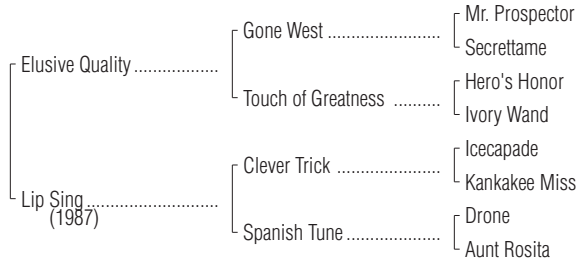 Mr. Prospector
Gone West
Secrettame
Elusive Quality
Hero's Honor
Touch of Greatness
Ivory Wand
Icecapade
Clever Trick
Kankakee Miss
Lip Sing
(1987)
Drone
Spanish Tune
Aunt Rosita